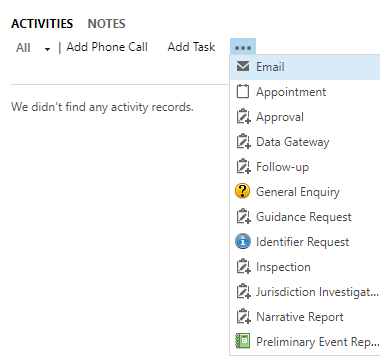 ACTIVITIES NOTES
All | Add Phone Call Add Task ...
Email
We didn't find any activity records.
Appointment
Approval
Data Gateway
Follow-up
General Enquiry
Guidance Request
Identifier Request
Inspection
Jurisdiction Investigat...
Narrative Report
Preliminary Event Rep...